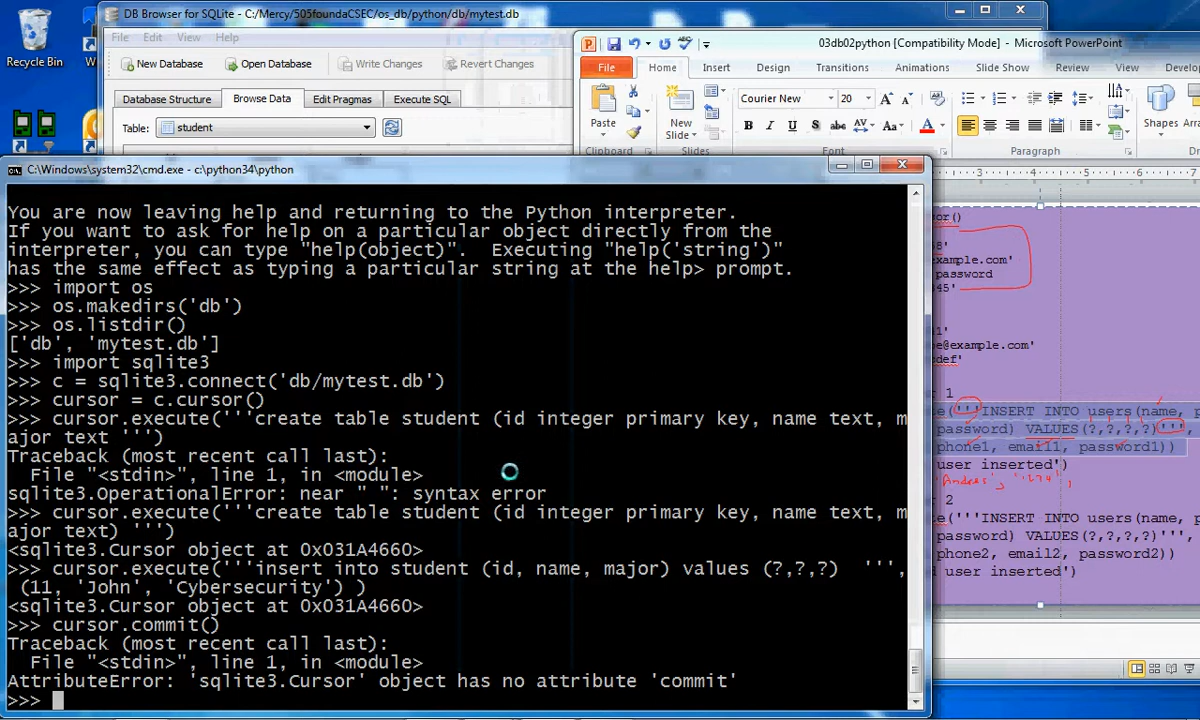 DB Browser for SQLite - C:/Mercy/505foundaCSEC/os_db/python/db/mytest.db
File Edit View Help
New Database Open Database Write Changes Revert Changes
Database Structure Browse Data Edit Pragmas Execute SQL
Table: student
Recycle Bin
W
03db02python [Compatibility Mode] - Microsoft PowerPoint
File Home Insert Design Transitions Animations Slide Show Review View Develo
Paste
New
Slide
Courier New 20
Shapes Arra
Clipboard Slides Font Paragraph
C:\Windows\system32\cmd.exe - c:\python34\python
You are now leaving help and returning to the Python interpreter.
If you want to ask for help on a particular object directly from the
interpreter, you can type "help(object)".  Executing "help('string')"
has the same effect as typing a particular string at the help> prompt.
>>> import os
>>> os.makedirs('db')
>>> os.listdir()
['db', 'mytest.db']
>>> import sqlite3
>>> c = sqlite3.connect('db/mytest.db')
>>> cursor = c.cursor()
>>> cursor.execute('''create table student (id integer primary key, name text, m
ajor text ''')
Traceback (most recent call last):
  File "<stdin>", line 1, in <module>
sqlite3.OperationalError: near " ": syntax error
>>> cursor.execute('''create table student (id integer primary key, name text, m
ajor text) ''')
<sqlite3.Cursor object at 0x031A4660>
>>> cursor.execute('''insert into student (id, name, major) values (?,?,?)  ''',
 (11, 'John', 'Cybersecurity') )
<sqlite3.Cursor object at 0x031A4660>
>>> cursor.commit()
Traceback (most recent call last):
  File "<stdin>", line 1, in <module>
AttributeError: 'sqlite3.Cursor' object has no attribute 'commit'
>>>
sor()
example.com'
password
45'
e@example.com'
def'
1
e('''INSERT INTO users(name, p
password) VALUES(?,?,?,?)''',
phone1, email1, password1))
user inserted')
2
e('''INSERT INTO users(name, p
password) VALUES(?,?,?,?)''',
phone2, email2, password2))
d user inserted')